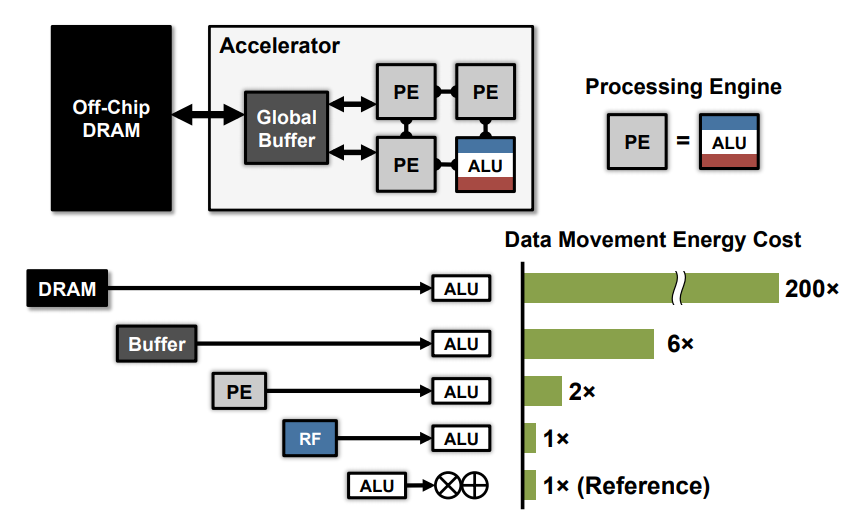 Accelerator
Off-Chip
DRAM
Global
Buffer
PE
PE
PE
ALU
Processing Engine
PE
=
ALU
Data Movement Energy Cost
DRAM
ALU
200×
Buffer
ALU
6×
PE
ALU
2×
RF
ALU
1×
ALU
1× (Reference)